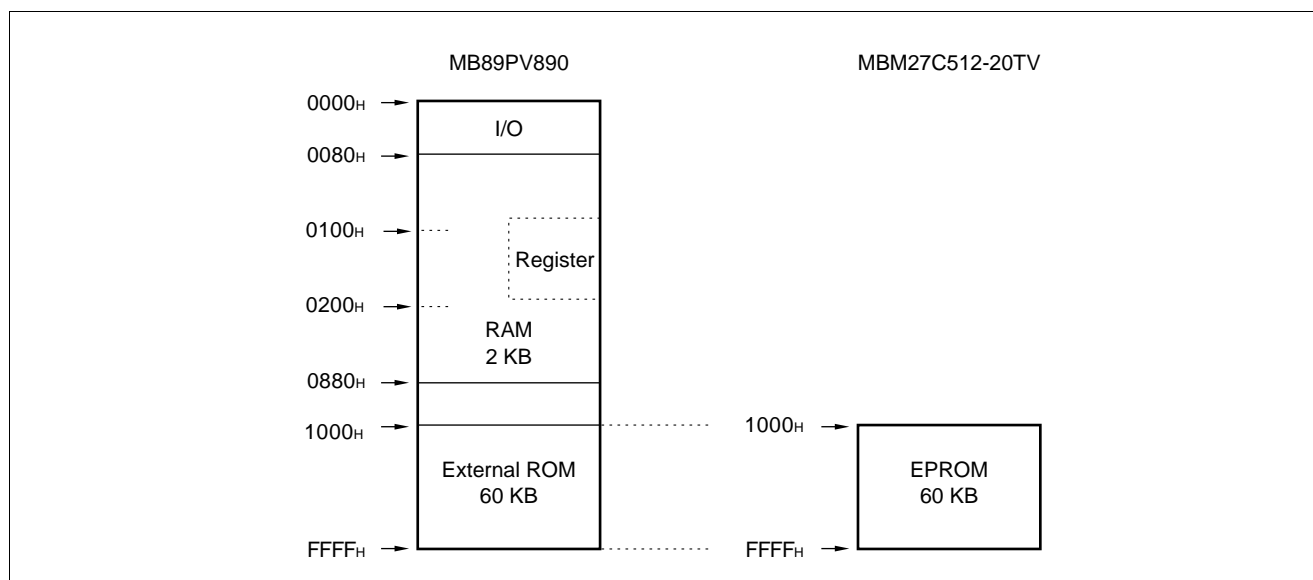 MB89PV890
MBM27C512-20TV
0000H
I/O
0080H
0100H
Register
0200H
RAM
2 KB
0880H
1000H
1000H
External ROM
60 KB
EPROM
60 KB
FFFFH
FFFFH